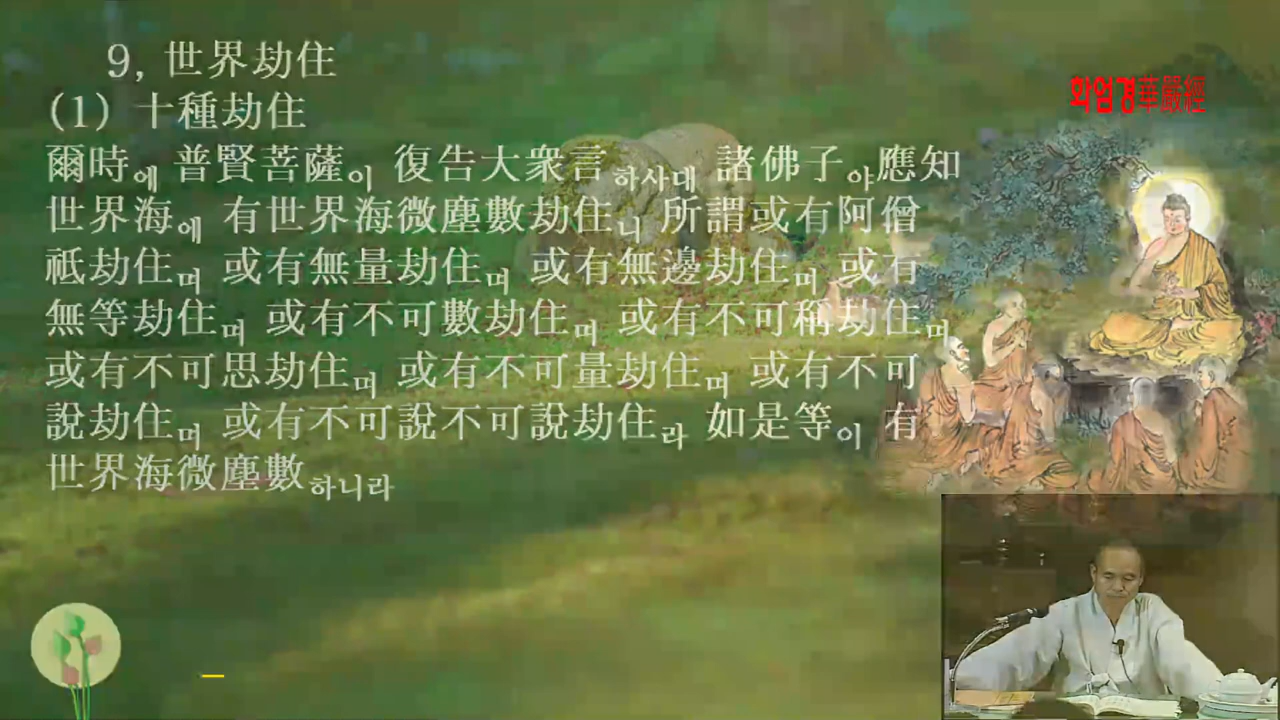 9, 世界劫住
(1) 十種劫住
爾時에 普賢菩薩이 復告大衆言하사대 諸佛子야應知
世界海에 有世界海微塵數劫住니 所謂或有阿僧
祗劫住며 或有無量劫住며 或有無邊劫住며 或有
無等劫住며 或有不可數劫住며 或有不可稱劫住며
或有不可思劫住며 或有不可量劫住며 或有不可
說劫住며 或有不可說不可說劫住라 如是等이 有
世界海微塵數하니라
화엄경華嚴經